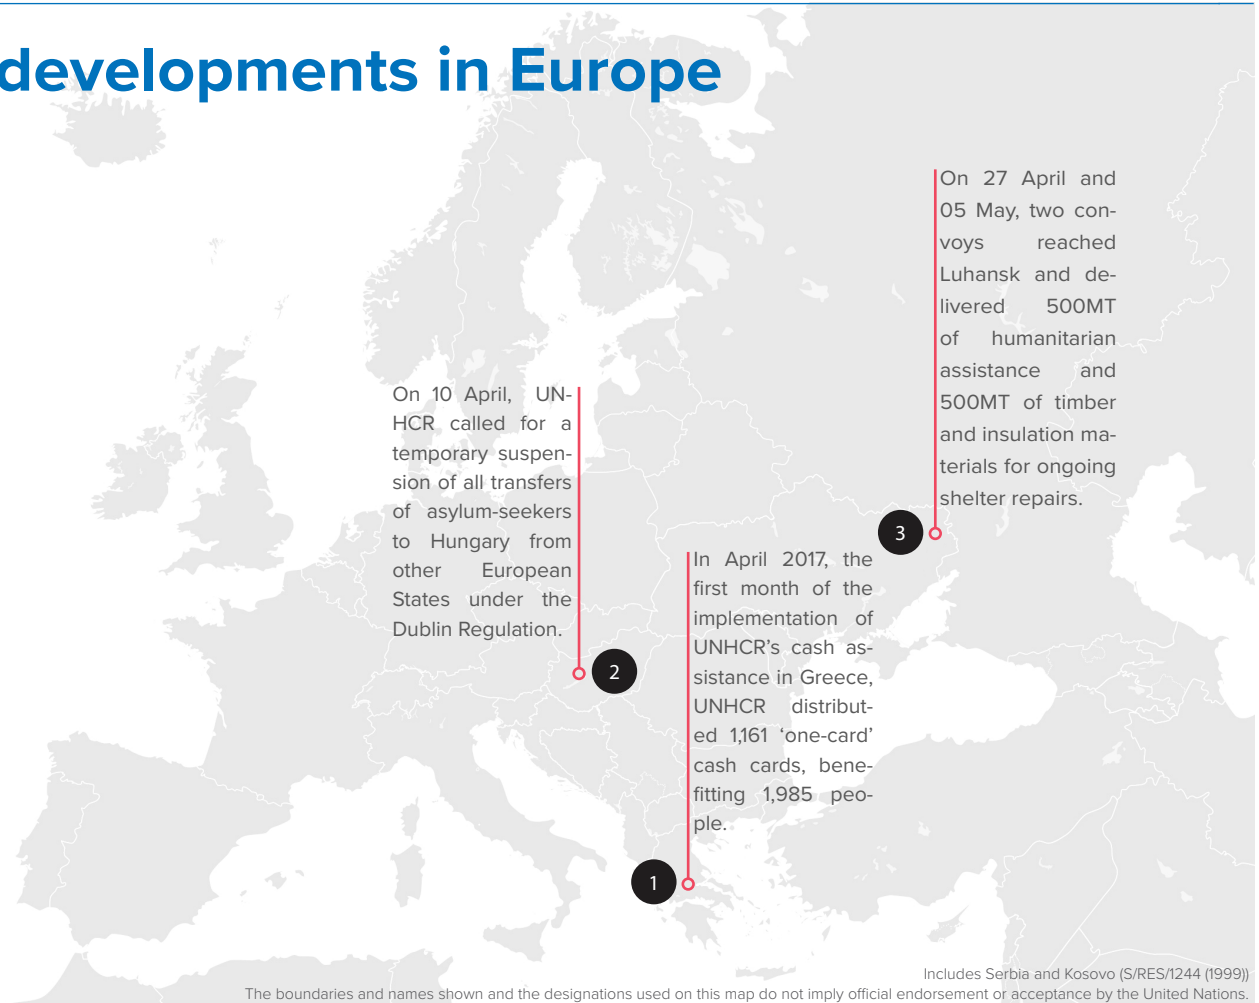 developments in Europe
On 27 April and
05 May, two con-
voys reached
Luhansk and de-
livered 500MT
of humanitarian
assistance and
500MT of timber
and insulation ma-
terials for ongoing
shelter repairs.
3
On 10 April, UN-
HCR called for a
temporary suspen-
sion of all transfers
of asylum-seekers
to Hungary from
other European
States under the
Dublin Regulation.
2
In April 2017, the
first month of the
implementation of
UNHCR's cash as-
sistance in Greece,
UNHCR distribut-
ed 1,161 ‘one-card’
cash cards, bene-
fitting 1,985 peo-
ple.
1
Includes Serbia and Kosovo (S/RES/1244 (1999))
The boundaries and names shown and the designations used on this map do not imply official endorsement or acceptance by the United Nations.